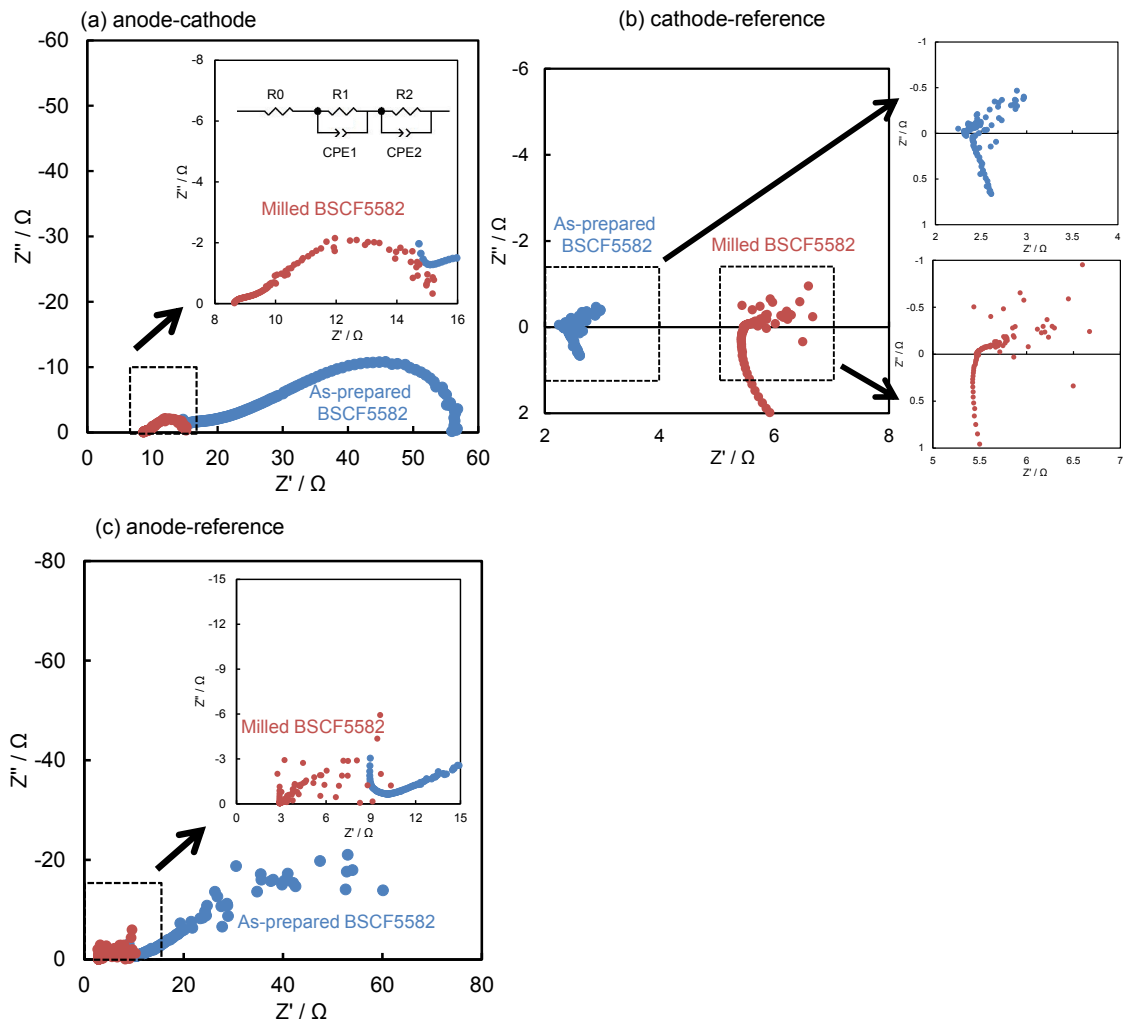 (a) anode-cathode
-60
-50
-40
-30
-20
-10
0
Z" / Ω
0 10 20 30 40 50 60
Z' / Ω
As-prepared
BSCF5582
-8
-6
-4
-2
0
Z" / Ω
8 10 12 14 16
Z' / Ω
R0 R1 R2
CPE1 CPE2
Milled BSCF5582
(b) cathode-reference
-6
-4
-2
0
2
Z" / Ω
2 4 6 8
Z' / Ω
As-prepared
BSCF5582
Milled BSCF5582
-1
-0.5
0
0.5
1
Z" / Ω
2 2.5 3 3.5 4
Z' / Ω
-1
-0.5
0
0.5
1
Z" / Ω
5 5.5 6 6.5 7
Z' / Ω
(c) anode-reference
-80
-60
-40
-20
0
Z" / Ω
0 20 40 60 80
Z' / Ω
As-prepared BSCF5582
-15
-12
-9
-6
-3
0
Z" / Ω
0 3 6 9 12 15
Z' / Ω
Milled BSCF5582